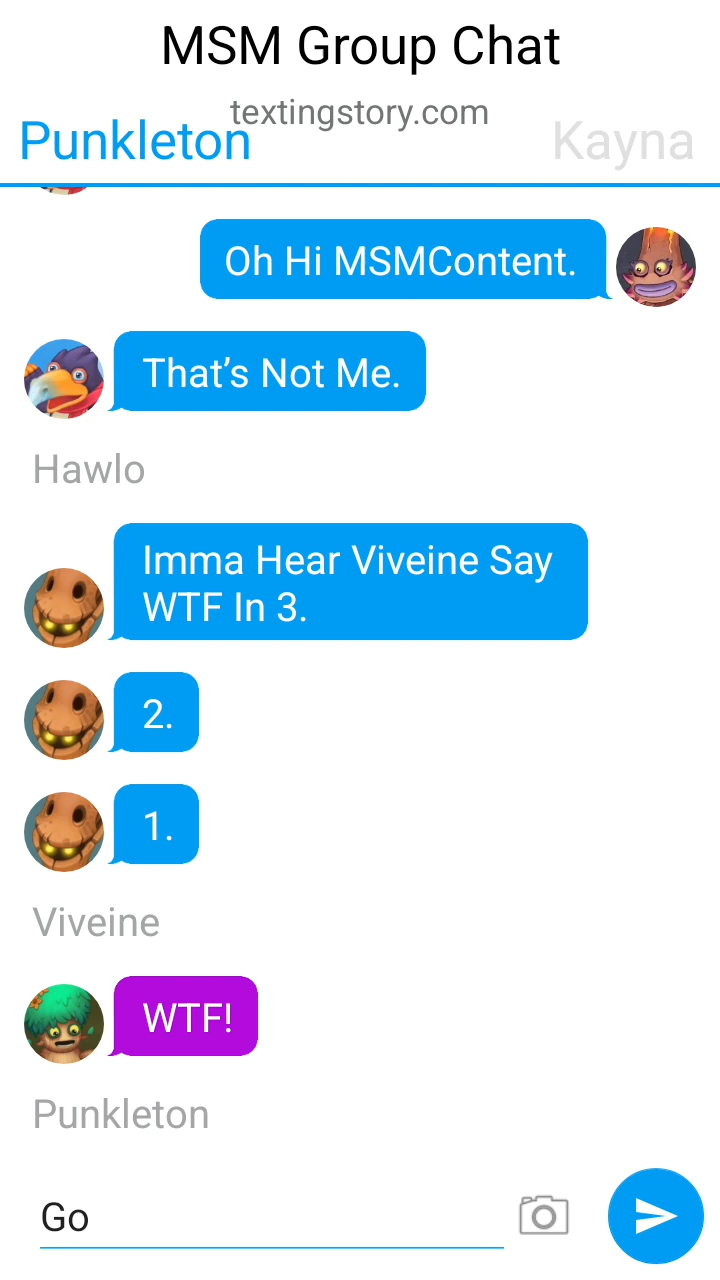 MSM Group Chat
textingstory.com
Punkleton
Kayna
Oh Hi MSMContent.
That’s Not Me.
Hawlo
Imma Hear Viveine Say
WTF In 3.
2.
1.
Viveine
WTF!
Punkleton
Go